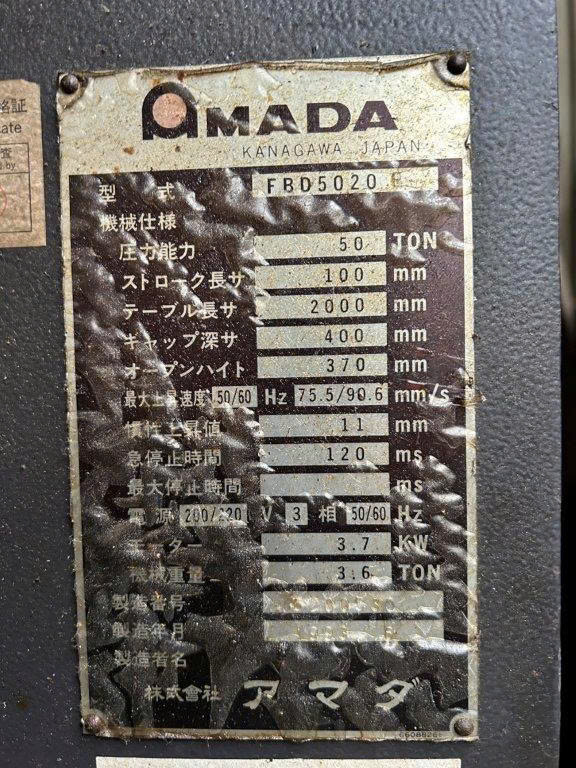 格証
AMADA
KANAGAWA JAPAN
型 式 FBD5020 E
機械仕様
圧力能力 50 TON
ストローク長サ 100 mm
テーブル長サ 2000 mm
ギャップ深サ 400 mm
オープンハイト 370 mm
最大上昇速度 50/60 Hz 75.5/90.6 mm/s
慣性上昇値 11 mm
急停止時間 120 ms
最大停止時間 ms
電源 200/220 V 3 相 50/60 Hz
モーター 3.7 KW
機械重量 3.6 TON
製造番号
製造年月
製造者名
株式会社 アマダ